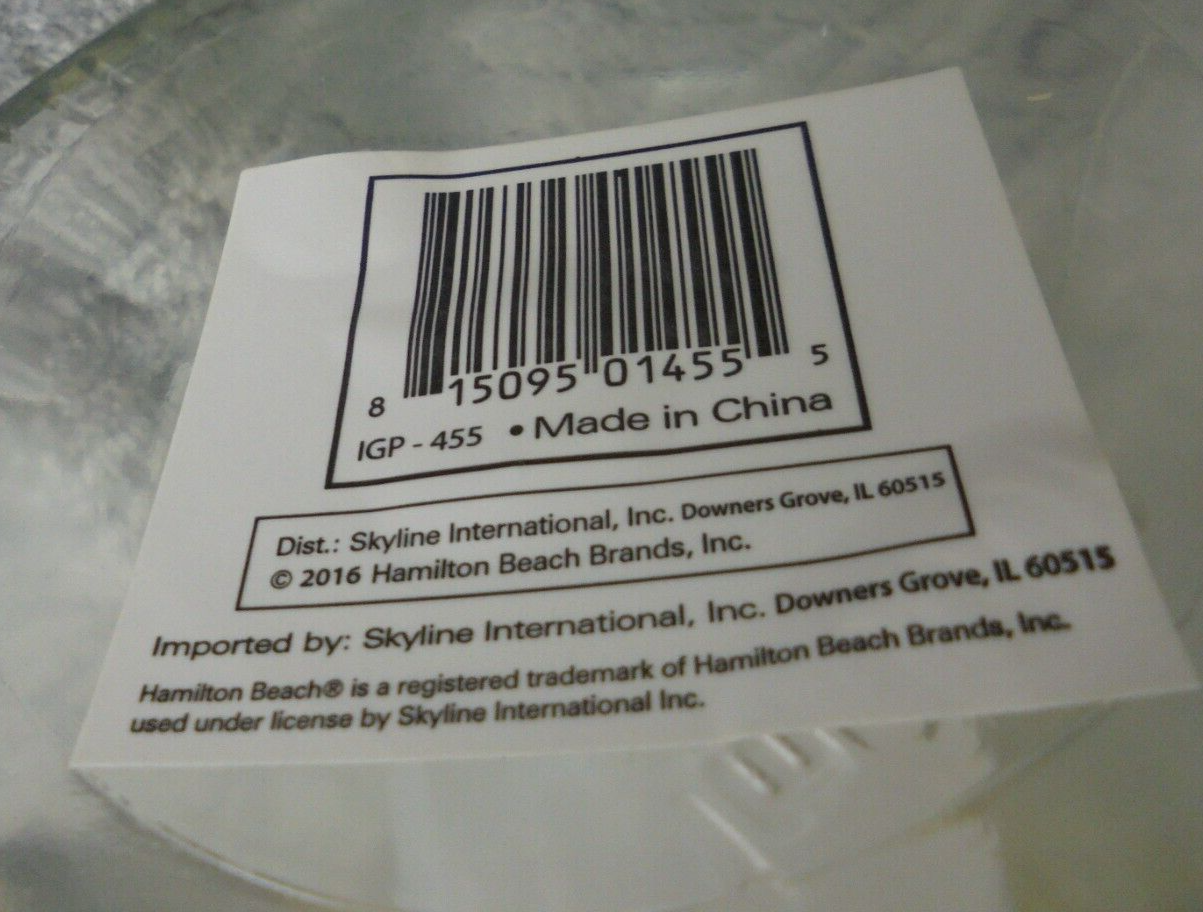 8 15095 01455 5
IGP - 455 • Made in China
Dist.: Skyline International, Inc. Downers Grove, IL 60515
© 2016 Hamilton Beach Brands, Inc.
Imported by: Skyline International, Inc. Downers Grove, IL 60515
Hamilton Beach® is a registered trademark of Hamilton Beach Brands, Inc.
used under license by Skyline International Inc.